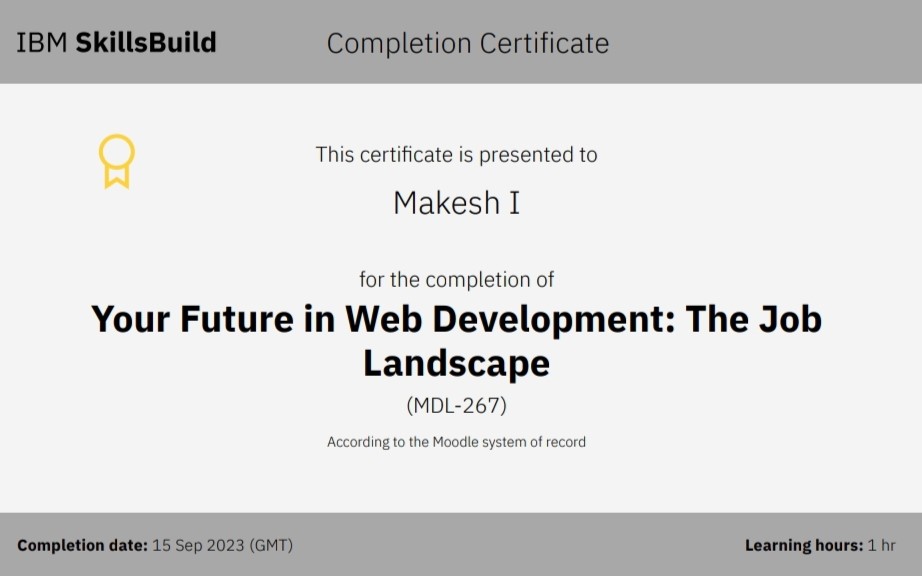 IBM SkillsBuild
Completion Certificate
This certificate is presented to
Makesh I
for the completion of
Your Future in Web Development: The Job
Landscape
(MDL-267)
According to the Moodle system of record
Completion date: 15 Sep 2023 (GMT)
Learning hours: 1 hr